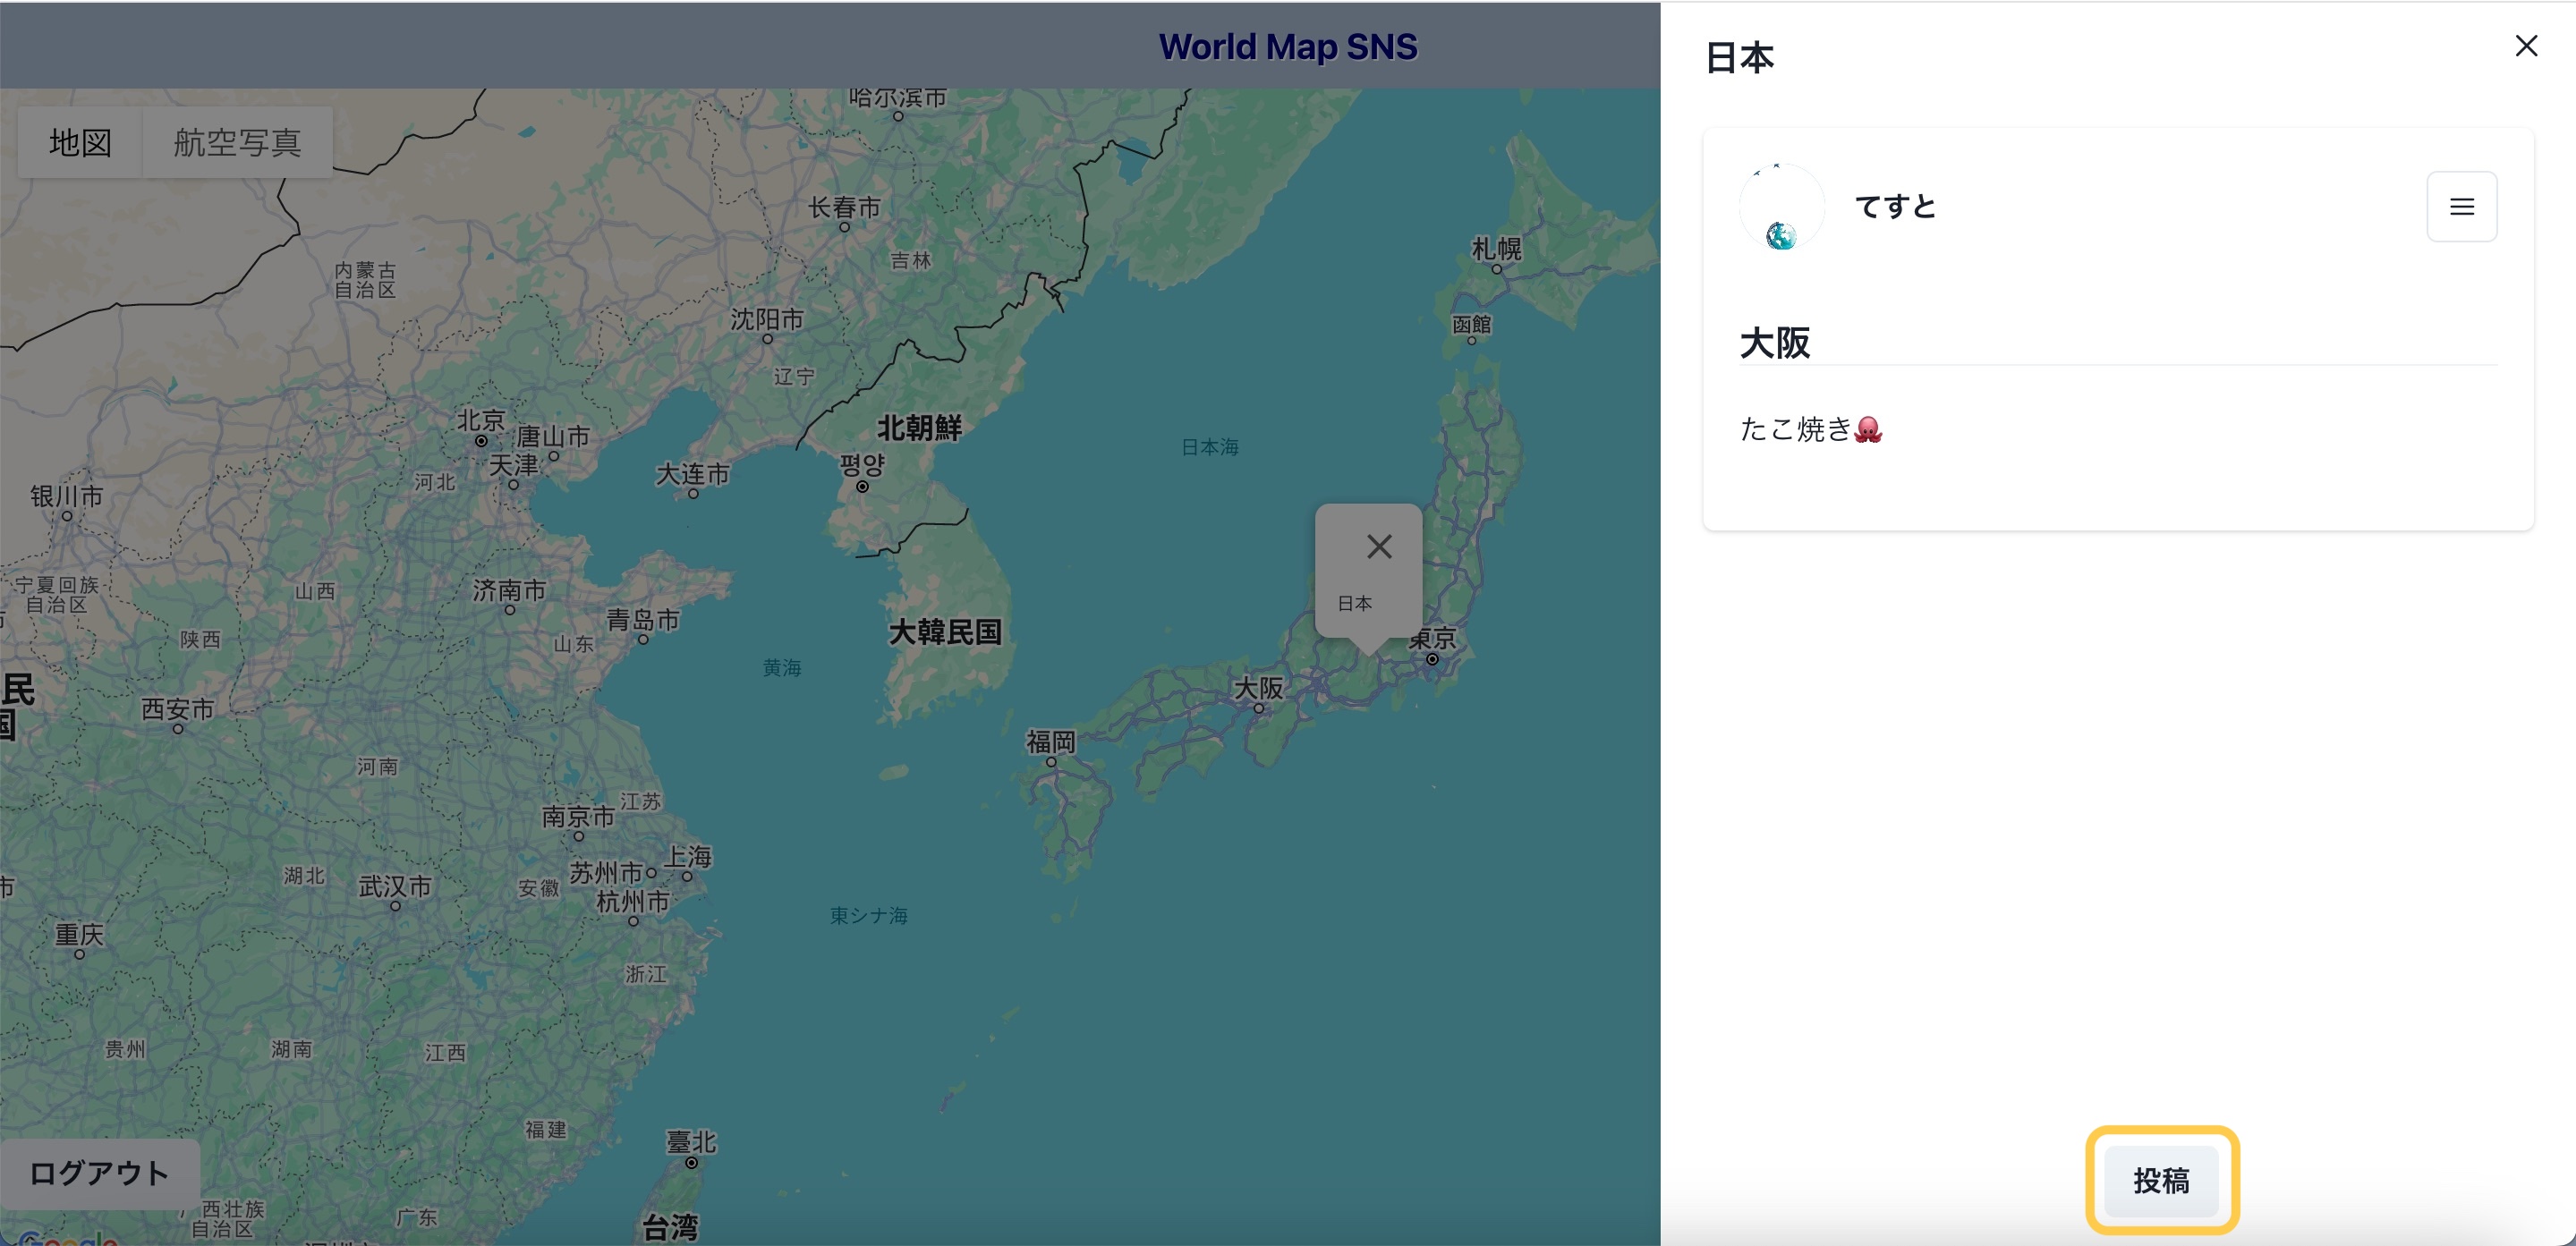 World Map SNS
地図
航空写真
哈尔滨市
长春市
吉林
内蒙古
自治区
沈阳市
辽宁
北京
唐山市
天津
河北
大连市
北朝鮮
평양
日本海
札幌
函館
银川市
宁夏回族
自治区
山西
济南市
青岛市
山东
陕西
大韓民国
黄海
日本
東京
大阪
福岡
民
国
西安市
河南
江苏
南京市
上海
苏州市
杭州市
安徽
湖北
武汉市
市
重庆
東シナ海
浙江
贵州
湖南
江西
福建
臺北
台湾
ログアウト
西壮族
自治区
广东
Google
日本
てすと
大阪
たこ焼き🐙
投稿